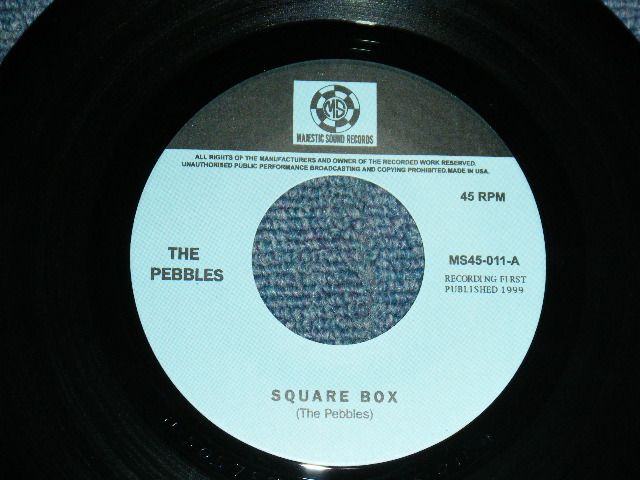 MS
MAJESTIC SOUND RECORDS
ALL RIGHTS OF THE MANUFACTURERS AND OWNER OF THE RECORDED WORK RESERVED.
UNAUTHORISED PUBLIC PERFORMANCE BROADCASTING AND COPYING PROHIBITED.MADE IN USA.
45 RPM
THE
PEBBLES
MS45-011-A
RECORDING FIRST
PUBLISHED 1999
SQUARE BOX
(The Pebbles)